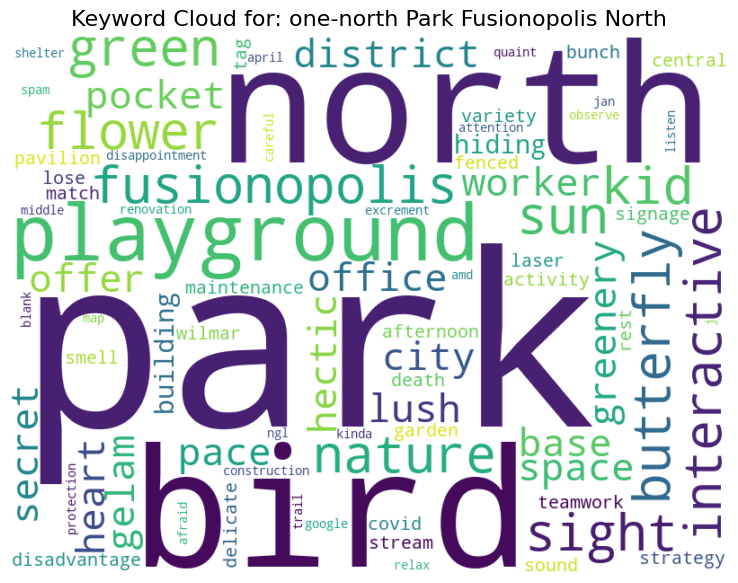 Keyword Cloud for: one-north Park Fusionopolis North
shelter
green
tag
april
district
quaint
bunch
central
spam
pocket
north
variety
attention
jan
observe
flower
careful
hiding
listen
pavilion
disappointment
fenced
lose
match
fusionopolis
worker
kid
middle
renovation
excrement
sun
signage
playground
offer
maintenance
office
amd
laser
activity
greenery
butterfly
interactive
blank
map
park
building
wilmar
hectic
afternoon
city
rest
j
smell
death
lush
secret
heart
gelam
ngl
kinda
garden
pace
nature
base
space
construction
bird
protection
afraid
delicate
trail
google
covid
stream
teamwork
sight
disadvantage
relax
sound
strategy